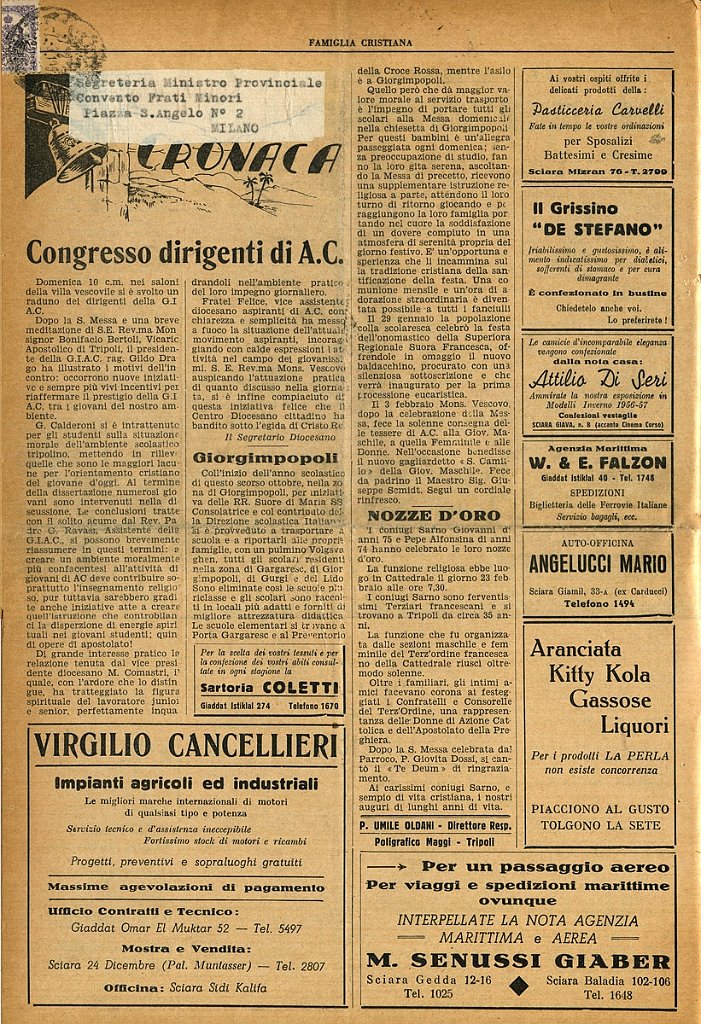 FAMIGLIA CRISTIANA
Segreteria Ministro Provinciale
Convento Frati Minori
Piazza S.Angelo N° 2
MILANO
CRONACA
Congresso dirigenti di A.C.
Domenica 10 c.m. nei saloni
della villa vescovile si è svolto un
raduno dei dirigenti della G.I
A.C.
Dopo la S. Messa e una breve
meditazione di S.E. Rev.ma Mon
signor Bonifacio Bertoli, Vicaric
Apostolico di Tripoli, il presiden-
te della G.I.A.C. rag. Gildo Dra-
go ha illustrato i motivi dell'in
contro: occorrono nuove iniziati-
ve e sempre più vivi incentivi per
riaffermare il prestigio della G.I
A.C. tra i giovani del nostro am-
biente.
G. Calderoni si è intrattenuto
per gli studenti sulla situazione
morale dell'ambiente scolastico
tripolino, mettendo in rilievo
quelle che sono le maggiori lacu-
ne per l'orientamento cristiano
del giovane d'oggi. Al termine
della dissertazione numerosi gio
vani sono intervenuti nella di-
scussione. Le conclusioni tratte
con il solito acume dal Rev. Pa-
dre G. Ravasi, Assistente della
G.I.A.C., si possono brevemente
riassumere in questi termini: a
creare un ambiente moralmente
più confacentesi all'attività di
giovani di AC deve contribuire so-
prattutto l'insegnamento religio-
so, pur tuttavia sarebbero gradi-
te anche iniziative atte a creare
quell'istruzione che controbilan-
ci la dispersione di energie spiri
tuali nei giovani studenti; quin-
di opere di apostolato!
Di grande interesse pratico le
relazione tenuta dal vice presi-
dente diocesano M. Comastri, i'
quale, con l'ardore che lo distin-
gue, ha tratteggiato la figura
spirituale del lavoratore junior:
e senior, perfettamente inqua
drandoli nell'ambiente pratico
del loro impegno giornaliero.
Fratel Felice, vice assistente
diocesano aspiranti di A.C. con
chiarezza e semplicità ha messo
a fuoco la situazione dell'attuale
movimento aspiranti, incorag-
giando con calde espressioni l'at-
tività nel campo dei giovanissi-
mi. S. E. Rev.ma Mons. Vescovo
auspicando l'attuazione pratica
di quanto discusso nella giorna-
ta, si è infine compiaciuto di
questa iniziativa felice che il
Centro Diocesano cittadino ha
bandito sotto l'egida di Cristo Re
Il Segretario Diocesano
Giorgimpopoli
Coll'inizio dell'anno scolastico
di questo scorso ottobre, nella zo
na di Giorgimpopoli, per iniziati-
va delle RR. Suore di Maria SS
Consolatrice e col contributo del-
la Direzione scolastica Italiana
si è provveduto a trasportare a
scuola e a riportarli alle proprie
famiglie, con un pulmino Volgsva
ghen, tutti gli scolari residenti
nella zona di Gargaresc, di Gior
gimpopoli, di Gurgi e del Lido
Sono eliminate così le scuole plu-
riclasse e gli scolari sono raccol-
ti in locali più adatti e forniti di
migliore attrezzatura didattica.
Le scuole elementari si trovano a
Porta Gargaresc e al Preventorio
Per la scelta dei vostri tessuti e per
la confezione dei vostri abiti consul-
tate in ogni stagione la
Sartoria COLETTI
Giaddat Istiklal 274 Telefono 1670
VIRGILIO CANCELLIERI
Impianti agricoli ed industriali
Le migliori marche internazionali di motori
di qualsiasi tipo e potenza
Servizio tecnico e d'assistenza ineccepibile
Fortissimo stock di motori e ricambi
Progetti, preventivi e sopraluoghi gratuiti
Massime agevolazioni di pagamento
Ufficio Contratti e Tecnico:
Giaddat Omar El Muktar 52 — Tel. 5497
Mostra e Vendita:
Sciara 24 Dicembre (Pal. Muntasser) — Tel. 2807
Officina: Sciara Sidi Kalifa
della Croce Rossa, mentre l'asilo
è a Giorgimpopoli.
Quello però che dà maggior va
lore morale al servizio trasporto
è l'impegno di portare tutti gli
scolari alla Messa domenicale
nella chiesetta di Giorgimpopoli
Per questi bambini è un'allegra
passeggiata ogni domenica; sen-
za preoccupazione di studio, fan-
no la loro gita serena, ascoltan-
do la Messa di precetto, ricevono
una supplementare istruzione re-
ligiosa a parte, attendono il loro
turno di ritorno giocando e poi
raggiungono la loro famiglia por-
tando nel cuore la soddisfazione
di un dovere compiuto in una
atmosfera di serenità propria del
giorno festivo. E' un'opportuna e
sperienza che li incammina sul-
la tradizione cristiana della san-
tificazione della festa. Una co
munione mensile e un'ora di a
dorazione straordinaria è diven-
tata possibile a tutti i fanciulli
Il 29 gennaio la popolazione
colla scolaresca celebrò la festa
dell'onomastico della Superiora
Regionale Suora Francesca, of-
frendole in omaggio il nuovo
baldacchino, procurato con una
silenziosa sottoscrizione e che
verrà inaugurato per la prima
processione eucaristica.
Il 3 febbraio Mons. Vescovo,
dopo la celebrazione della Mes-
sa, fece la solenne consegna del-
le tessere di A.C. alla Giov. Ma-
schile, a quella Femminile e alle
Donne. Nell'occasione benedisse
il nuovo gagliardetto « S. Cami-
lo » della Giov. Maschile. Fece
da padrino il Maestro Sig. Giu-
seppe Semidt. Seguì un cordiale
rinfresco.
NOZZE D'ORO
I coniugi Sarno Giovanni di
anni 75 e Pepe Alfonsina di anni
74 hanno celebrato le loro nozze
d'oro.
La funzione religiosa ebbe luo-
go in Cattedrale il giorno 23 feb
braio alle ore 7,30.
I coniugi Sarno sono ferventis-
simi Terziari francescani e si
trovano a Tripoli da circa 35 an-
ni.
La funzione che fu organizza
ta dalle sezioni maschile e fem
minile del Terz'ordine francesca
no della Cattedrale riuscì oltre-
modo solenne.
Oltre i familiari, gli intimi a-
mici facevano corona ai festeg-
giati i Confratelli e Consorelle
del Terz'Ordine, una rappresen-
tanza delle Donne di Azione Cat
tolica e dell'Apostolato della Pre
ghiera.
Dopo la S. Messa celebrata dal
Parroco, P. Giovita Dossi, si can-
tò il « Te Deum » di ringrazia-
mento.
Ai carissimi coniugi Sarno, e
sempio di vita cristiana, i nostri
auguri di lunghi anni di vita.
P. UMILE OLDANI - Direttore Resp.
Poligrafico Maggi - Tripoli
Ai vostri ospiti offrite i
delicati prodotti della:
Pasticceria Carvelli
Fate in tempo le vostre ordinazioni
per Sposalizi
Battesimi e Cresime
Sciara Mizran 76 - T. 2799
Il Grissino
"DE STEFANO"
friabilissimo e gustosissimo, è ali-
mento indicatissimo per diabetici,
sofferenti di stomaco e per cura
dimagrante
È confezionato in bustine
Chiedetelo anche voi.
Lo preferirete!
Le camicie d'incomparabile eleganza
vengono confezionate
dalla nota casa:
Attilio Di Seri
Ammirate la nostra esposizione in
Modelli Inverno 1956-57
Confezioni vestaglie
SCIARA GIAVA, n. 8 (accanto Cinema Corso)
Agenzia Marittima
W. & E. FALZON
Giaddat Istiklal 40 - Tel. 1748
SPEDIZIONI
Biglietteria delle Ferrovie Italiane
Servizio bagagli, ecc.
AUTO-OFFICINA
ANGELUCCI MARIO
Sciara Giamil, 33-A (ex Carducci)
Telefono 1494
Aranciata
Kitty Kola
Gassose
Liquori
Per i prodotti LA PERLA
non esiste concorrenza
PIACCIONO AL GUSTO
TOLGONO LA SETE
Per un passaggio aereo
Per viaggi e spedizioni marittime
ovunque
INTERPELLATE LA NOTA AGENZIA
MARITTIMA e AEREA
M. SENUSSI GIABER
Sciara Gedda 12-16
Tel. 1025
Sciara Baladia 102-106
Tel. 1648